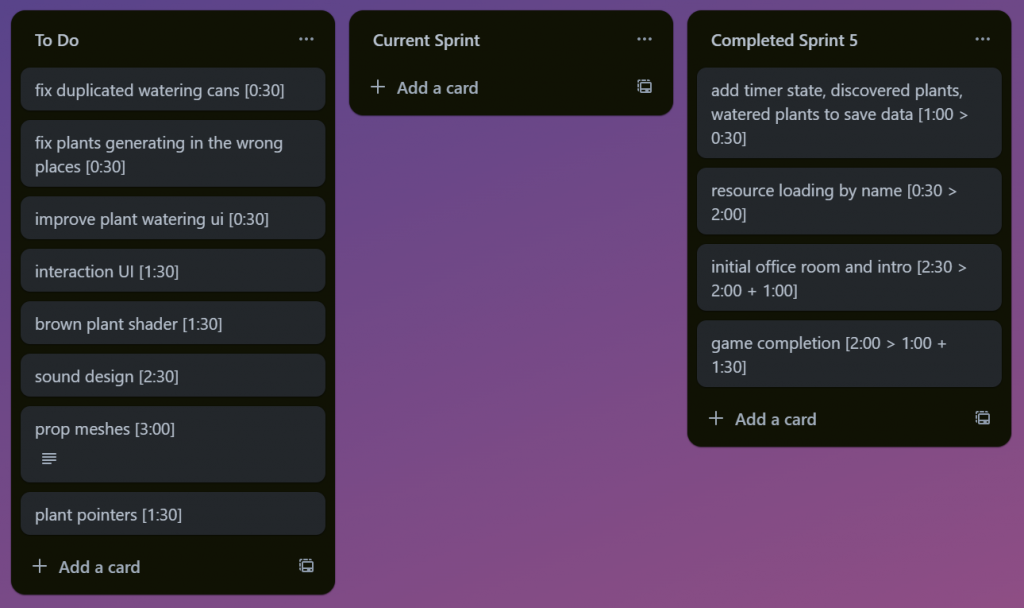 To Do
fix duplicated watering cans [0:30]
fix plants generating in the wrong
places [0:30]
improve plant watering ui [0:30]
interaction UI [1:30]
brown plant shader [1:30]
sound design [2:30]
prop meshes [3:00]
plant pointers [1:30]
Add a card
Current Sprint
Add a card
Completed Sprint 5
add timer state, discovered plants,
watered plants to save data [1:00 >
0:30]
resource loading by name [0:30 >
2:00]
initial office room and intro [2:30 >
2:00 + 1:00]
game completion [2:00 > 1:00 +
1:30]
Add a card